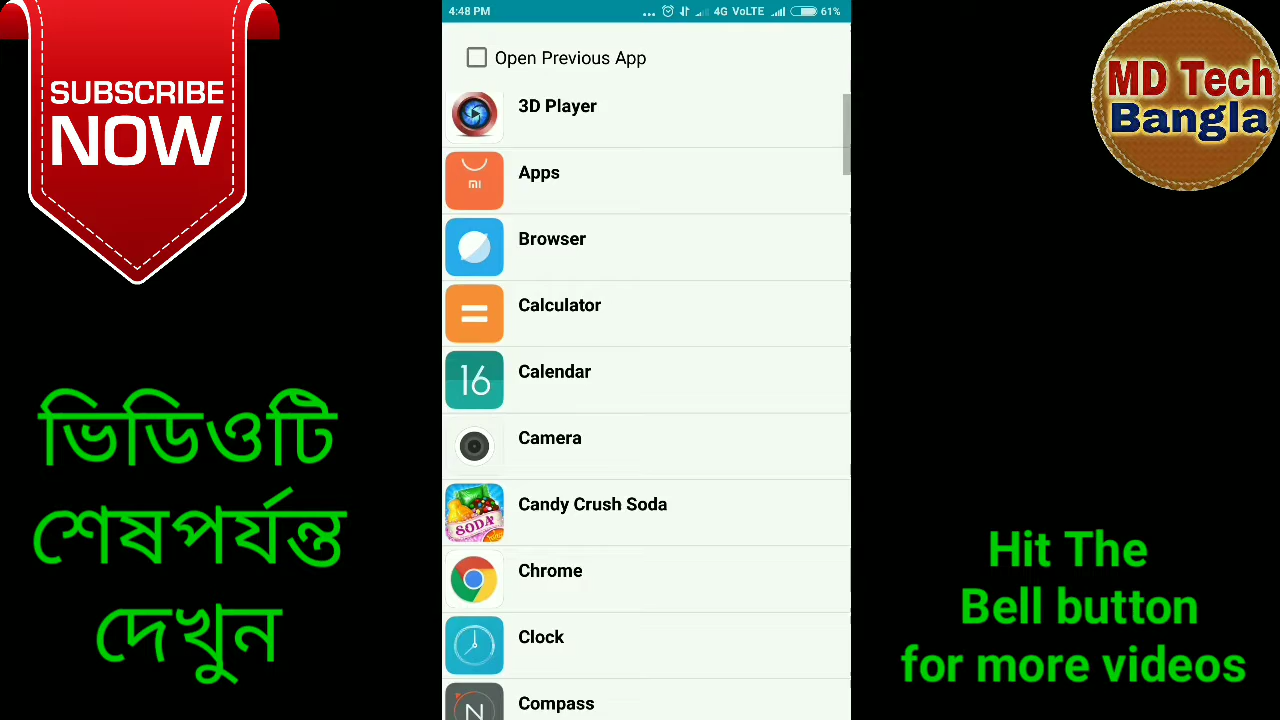 SUBSCRIBE
NOW
ভিডিওটি
শেষপর্যন্ত
দেখুন
4:48 PM
4G VoLTE
61%
Open Previous App
3D Player
mi
Apps
Browser
Calculator
16
Calendar
Camera
SODA
Candy Crush Soda
Chrome
Clock
N
Compass
MD Tech
Bangla
Hit The
Bell button
for more videos